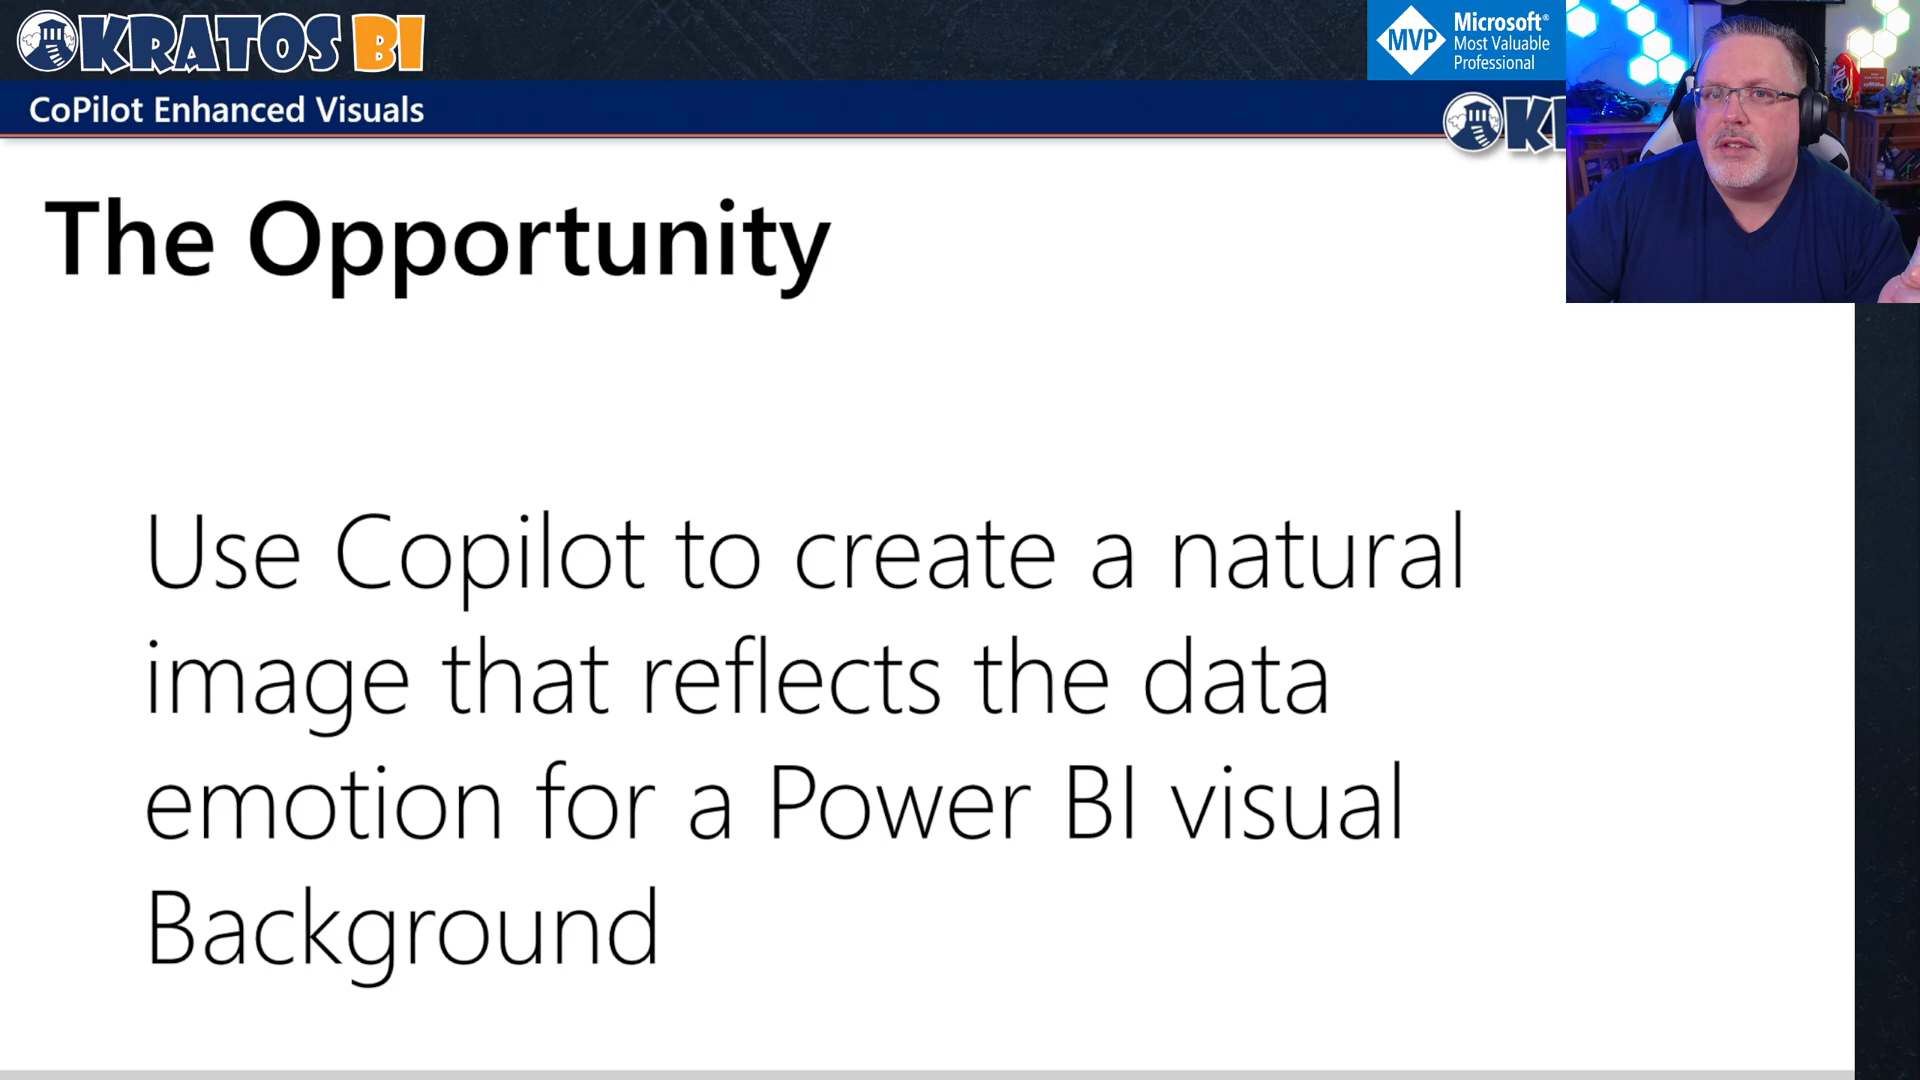 KRATOS BI
MVP
Microsoft®
Most Valuable
Professional
CoPilot Enhanced Visuals
The Opportunity
Use Copilot to create a natural
image that reflects the data
emotion for a Power BI visual
Background